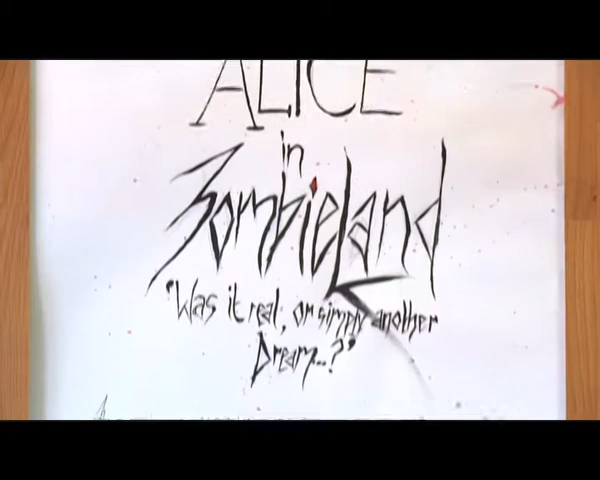 ALICE
in
Zombieland
"Was it real, or simply another
Dream...?"